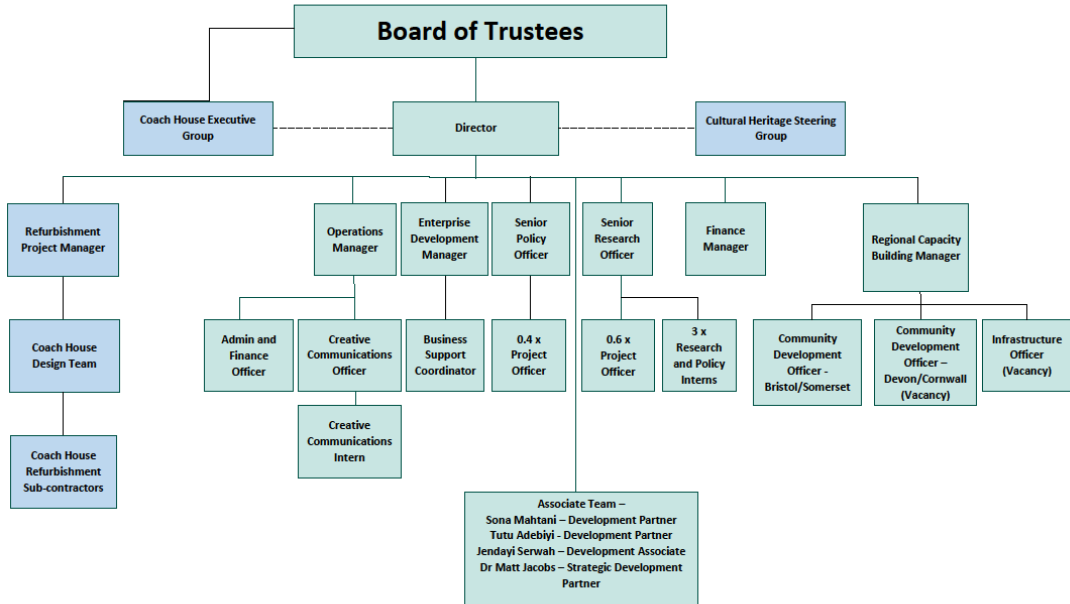 Board of Trustees
Coach House Executive
Group
Director
Cultural Heritage Steering
Group
Refurbishment
Project Manager
Operations
Manager
Enterprise
Development
Manager
Senior
Policy
Officer
Senior
Research
Officer
Finance
Manager
Regional Capacity
Building Manager
Coach House
Design Team
Admin and
Finance
Officer
Creative
Communications
Officer
Business
Support
Coordinator
0.4 x
Project
Officer
0.6 x
Project
Officer
3 x
Research
and Policy
Interns
Community
Development
Officer -
Bristol/Somerset
Community
Development
Officer –
Devon/Cornwall
(Vacancy)
Infrastructure
Officer
(Vacancy)
Coach House
Refurbishment
Sub-contractors
Creative
Communications
Intern
Associate Team –
Sona Mahtani – Development Partner
Tutu Adebiyi - Development Partner
Jendayi Serwah – Development Associate
Dr Matt Jacobs – Strategic Development
Partner